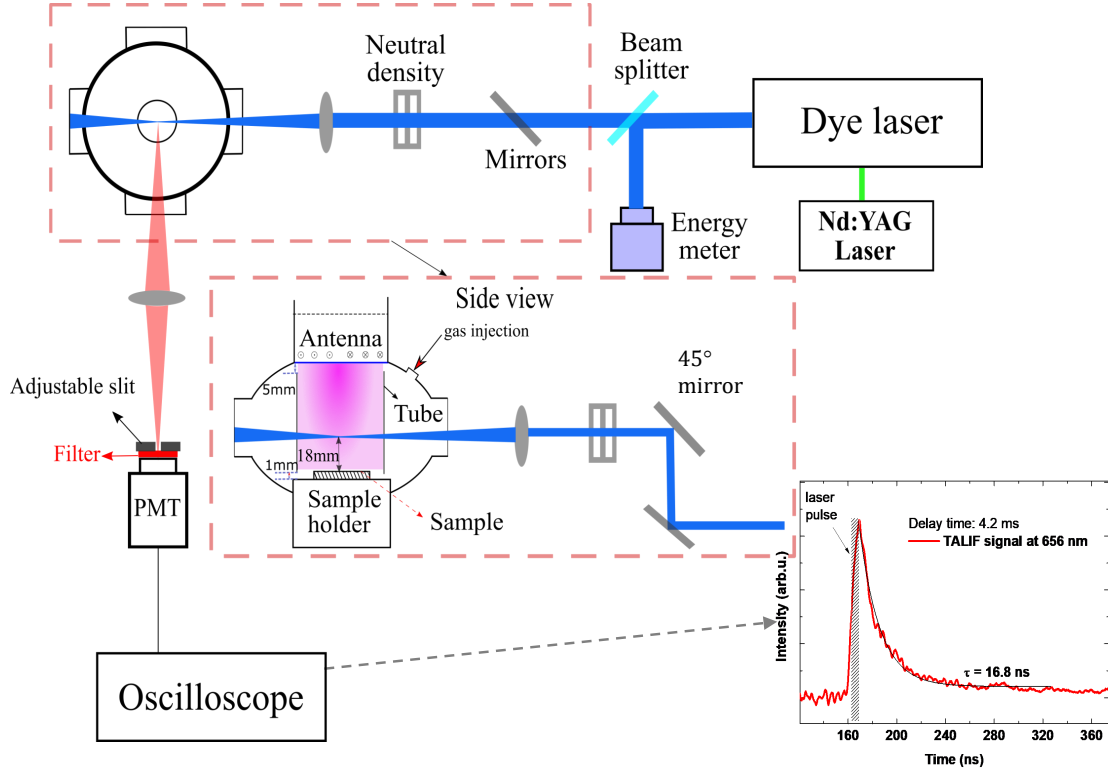 Neutral
density
Beam
splitter
Mirrors
Dye laser
Energy
meter
Nd:YAG
Laser
Side view
gas injection
Antenna
45°
mirror
5mm
Tube
Adjustable slit
Filter
18mm
1mm
PMT
Sample
holder
Sample
Oscilloscope
laser
pulse
Delay time: 4.2 ms
TALIF signal at 656 nm
Intensity (arb.u.)
τ = 16.8 ns
160 200 240 280 320 360
Time (ns)